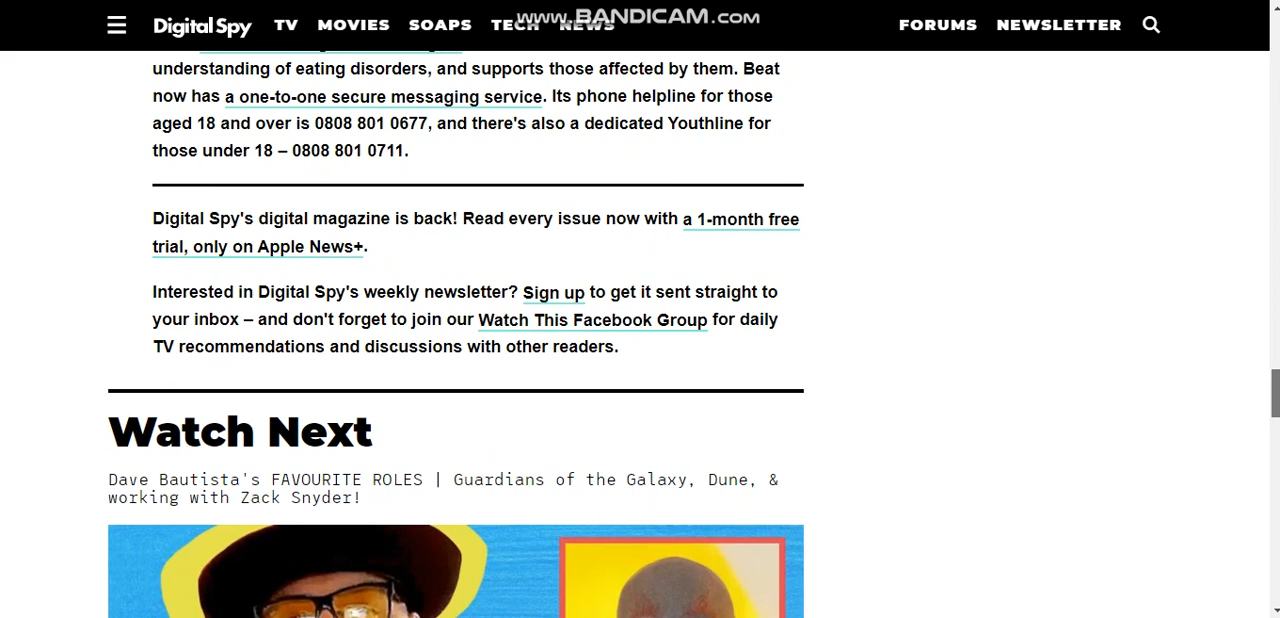 www.BANDICAM.com
DigitalSpy TV MOVIES SOAPS TECH NEWS FORUMS NEWSLETTER
understanding of eating disorders, and supports those affected by them. Beat
now has a one-to-one secure messaging service. Its phone helpline for those
aged 18 and over is 0808 801 0677, and there's also a dedicated Youthline for
those under 18 – 0808 801 0711.
Digital Spy's digital magazine is back! Read every issue now with a 1-month free
trial, only on Apple News+.
Interested in Digital Spy's weekly newsletter? Sign up to get it sent straight to
your inbox – and don't forget to join our Watch This Facebook Group for daily
TV recommendations and discussions with other readers.
Watch Next
Dave Bautista's FAVOURITE ROLES | Guardians of the Galaxy, Dune, &
working with Zack Snyder!